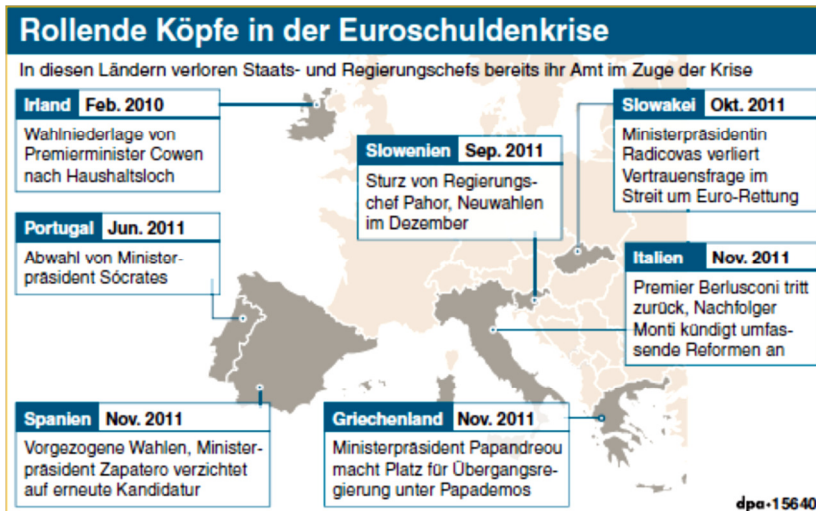 Rollende Köpfe in der Euroschuldenkrise
In diesen Ländern verloren Staats- und Regierungschefs bereits ihr Amt im Zuge der Krise
Irland Feb. 2010
Wahlniederlage von
Premierminister Cowen
nach Haushaltsloch
Slowakei Okt. 2011
Ministerpräsidentin
Radicovas verliert
Vertrauensfrage im
Streit um Euro-Rettung
Slowenien Sep. 2011
Sturz von Regierungs-
chef Pahor, Neuwahlen
im Dezember
Portugal Jun. 2011
Abwahl von Minister-
präsident Sócrates
Italien Nov. 2011
Premier Berlusconi tritt
zurück, Nachfolger
Monti kündigt umfas-
sende Reformen an
Spanien Nov. 2011
Vorgezogene Wahlen, Minister-
präsident Zapatero verzichtet
auf erneute Kandidatur
Griechenland Nov. 2011
Ministerpräsident Papandreou
macht Platz für Übergangsre-
gierung unter Papademos
dpa•15640